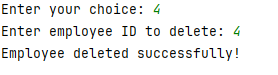 Enter your choice: 4
Enter employee ID to delete: 4
Employee deleted successfully!